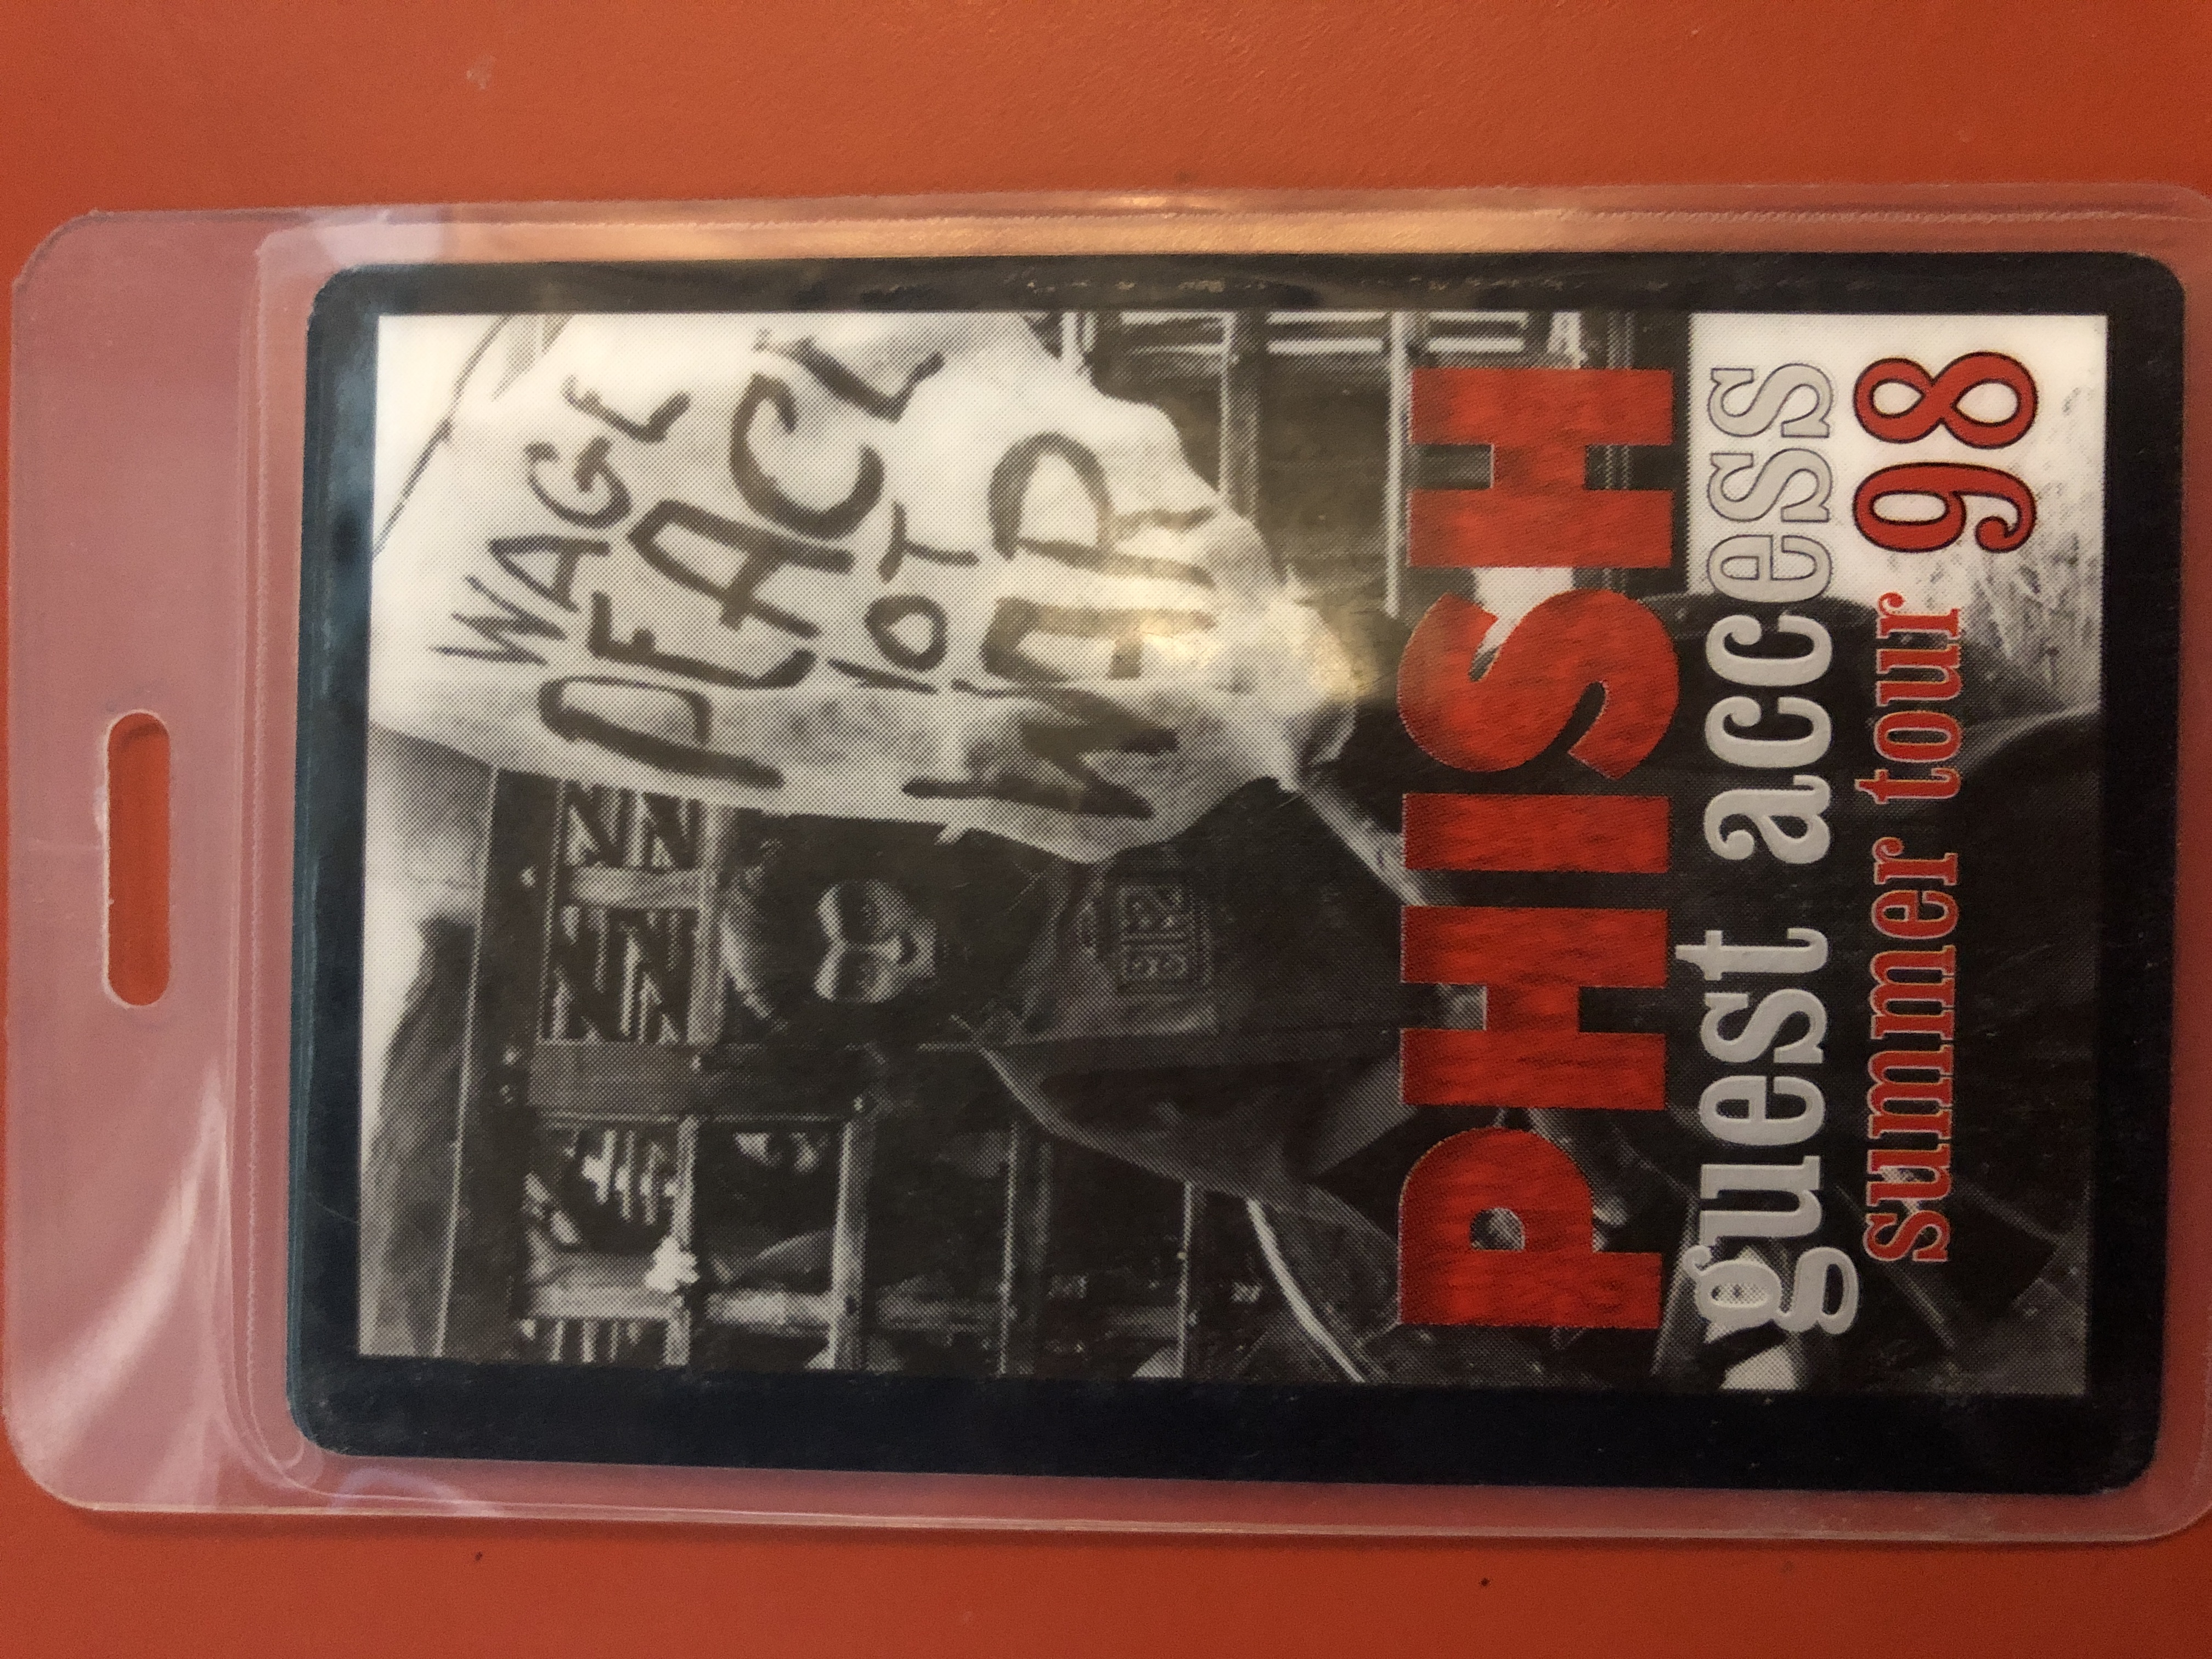 WAGE
PEACE
NOT
WAR
PHISH
guest access
summer tour 98